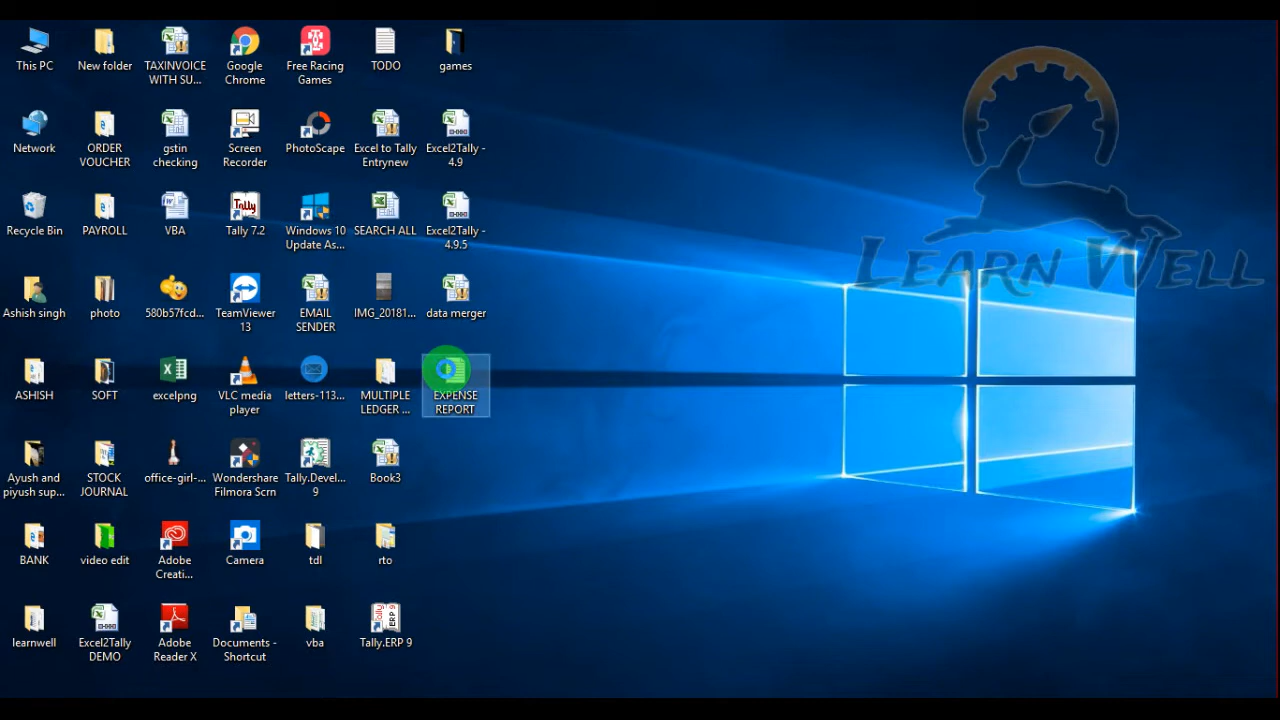 This PC
New folder
TAXINVOICE
WITH SU...
Google
Chrome
Free Racing
Games
TODO
games
Network
ORDER
VOUCHER
gstin
checking
Screen
Recorder
PhotoScape
Excel to Tally
Entrynew
Excel2Tally -
4.9
Recycle Bin
PAYROLL
VBA
Tally
Tally 7.2
Windows 10
Update As...
SEARCH ALL
Excel2Tally -
4.9.5
Ashish singh
photo
580b57fcd...
TeamViewer
13
EMAIL
SENDER
IMG_20181...
data merger
ASHISH
SOFT
excelpng
VLC media
player
letters-113...
MULTIPLE
LEDGER ...
EXPENSE
REPORT
Ayush and
piyush sup...
STOCK
JOURNAL
office-girl-...
Wondershare
Filmora Scrn
Tally.Devel...
9
Book3
BANK
video edit
Adobe
Creati...
Camera
tdl
rto
learnwell
Excel2Tally
DEMO
Adobe
Reader X
Documents -
Shortcut
vba
Tally.ERP 9
LEARN WELL